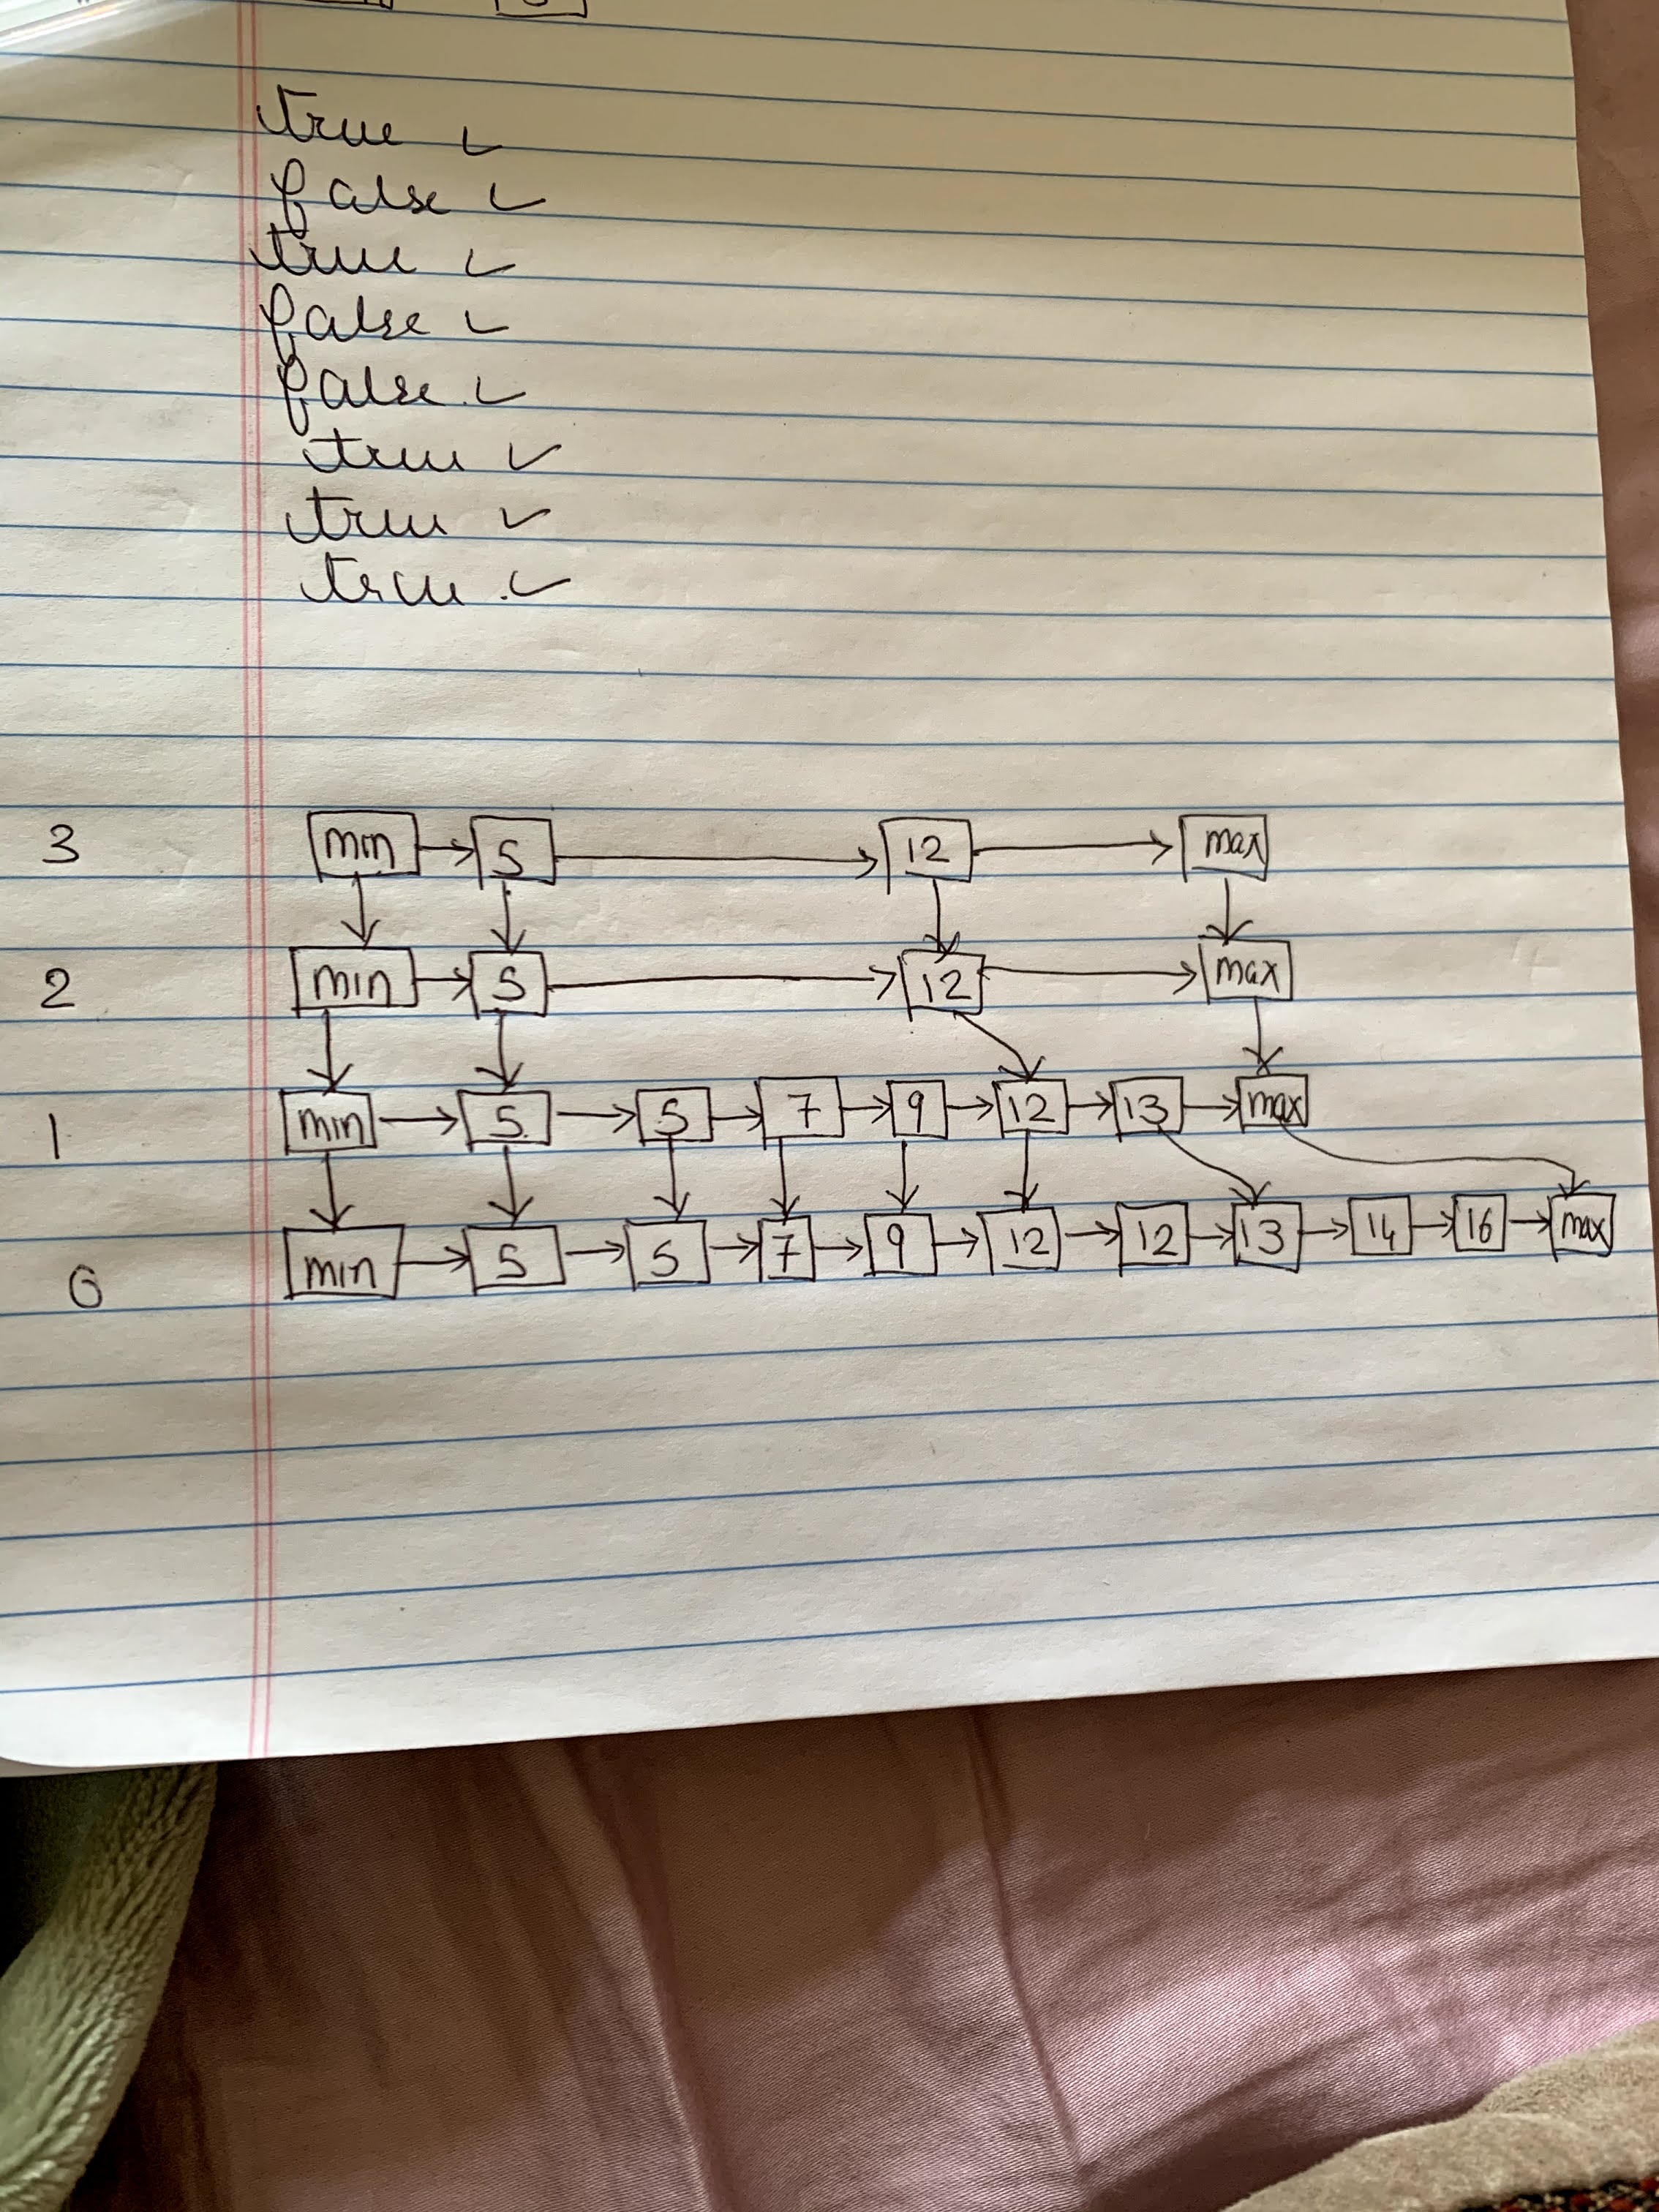 true ✓
false ✓
true ✓
false ✓
false ✓
true ✓
true ✓
true ✓
3 min → 5 → 12 → max
2 min → 5 → 12 → max
1 min → 5 → 5 → 7 → 9 → 12 → 13 → max
0 min → 5 → 5 → 7 → 9 → 12 → 12 → 13 → 14 → 16 → max